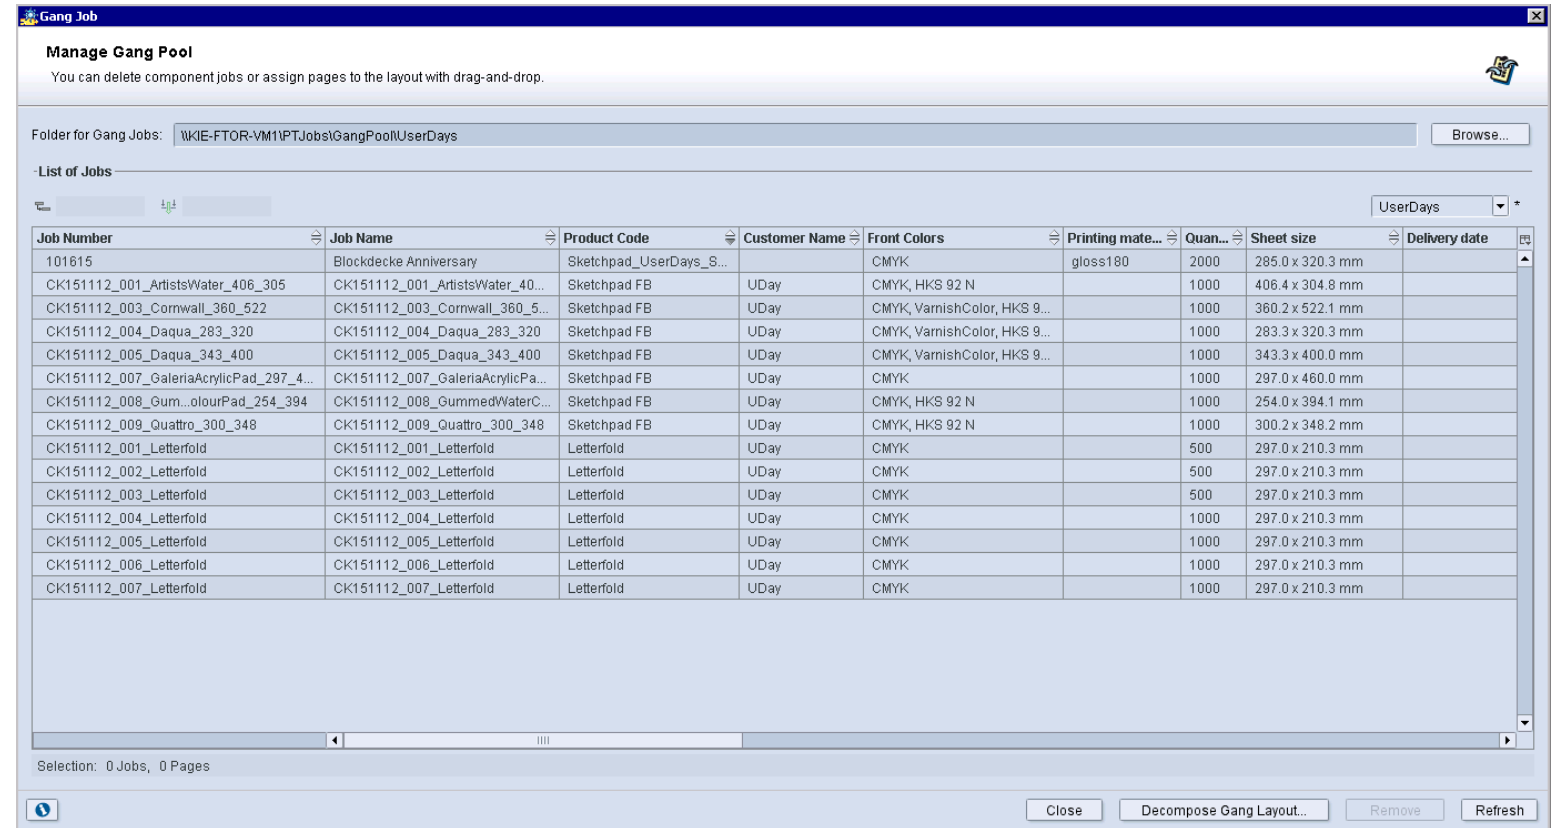 Gang Job
Manage Gang Pool
You can delete component jobs or assign pages to the layout with drag-and-drop.
Folder for Gang Jobs: \\KIE-FTOR-VM1\PTJobs\GangPool\UserDays Browse...
List of Jobs
UserDays *
Job Number Job Name Product Code Customer Name Front Colors Printing mate... Quan... Sheet size Delivery date
101615 Blockdecke Anniversary Sketchpad_UserDays_S... CMYK gloss180 2000 285.0 x 320.3 mm
CK151112_001_ArtistsWater_406_305 CK151112_001_ArtistsWater_40... Sketchpad FB UDay CMYK, HKS 92 N 1000 406.4 x 304.8 mm
CK151112_003_Cornwall_360_522 CK151112_003_Cornwall_360_5... Sketchpad FB UDay CMYK, VarnishColor, HKS 9... 1000 360.2 x 522.1 mm
CK151112_004_Daqua_283_320 CK151112_004_Daqua_283_320 Sketchpad FB UDay CMYK, VarnishColor, HKS 9... 1000 283.3 x 320.3 mm
CK151112_005_Daqua_343_400 CK151112_005_Daqua_343_400 Sketchpad FB UDay CMYK, VarnishColor, HKS 9... 1000 343.3 x 400.0 mm
CK151112_007_GaleriaAcrylicPad_297_4... CK151112_007_GaleriaAcrylicPa... Sketchpad FB UDay CMYK 1000 297.0 x 460.0 mm
CK151112_008_Gum...olourPad_254_394 CK151112_008_GummedWaterC... Sketchpad FB UDay CMYK, HKS 92 N 1000 254.0 x 394.1 mm
CK151112_009_Quattro_300_348 CK151112_009_Quattro_300_348 Sketchpad FB UDay CMYK, HKS 92 N 1000 300.2 x 348.2 mm
CK151112_001_Letterfold CK151112_001_Letterfold Letterfold UDay CMYK 500 297.0 x 210.3 mm
CK151112_002_Letterfold CK151112_002_Letterfold Letterfold UDay CMYK 500 297.0 x 210.3 mm
CK151112_003_Letterfold CK151112_003_Letterfold Letterfold UDay CMYK 500 297.0 x 210.3 mm
CK151112_004_Letterfold CK151112_004_Letterfold Letterfold UDay CMYK 1000 297.0 x 210.3 mm
CK151112_005_Letterfold CK151112_005_Letterfold Letterfold UDay CMYK 1000 297.0 x 210.3 mm
CK151112_006_Letterfold CK151112_006_Letterfold Letterfold UDay CMYK 1000 297.0 x 210.3 mm
CK151112_007_Letterfold CK151112_007_Letterfold Letterfold UDay CMYK 1000 297.0 x 210.3 mm
Selection: 0 Jobs, 0 Pages
Close Decompose Gang Layout... Remove Refresh